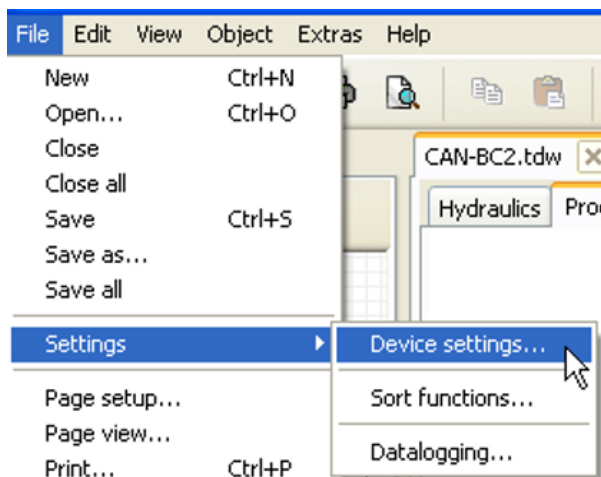 File Edit View Object Extras Help
New Ctrl+N
Open... Ctrl+O
Close
Close all
Save Ctrl+S
Save as...
Save all
Settings
Page setup...
Page view...
Print... Ctrl+P
Device settings...
Sort functions...
Datalogging...
CAN-BC2.tdw
Hydraulics